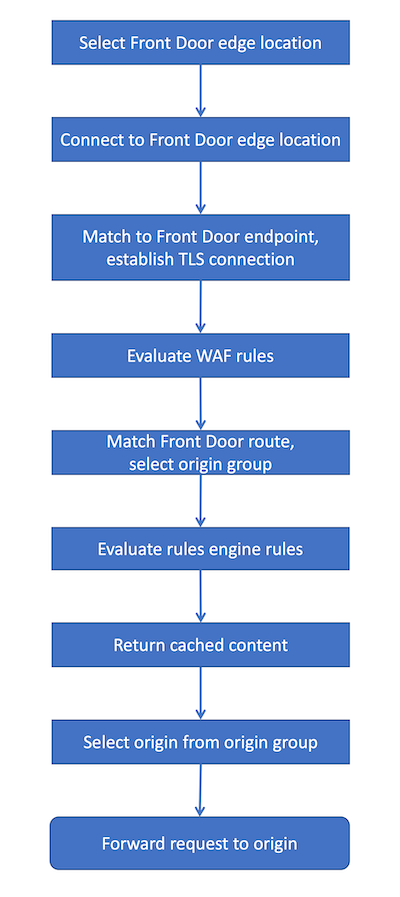 Select Front Door edge location
Connect to Front Door edge location
Match to Front Door endpoint,
establish TLS connection
Evaluate WAF rules
Match Front Door route,
select origin group
Evaluate rules engine rules
Return cached content
Select origin from origin group
Forward request to origin